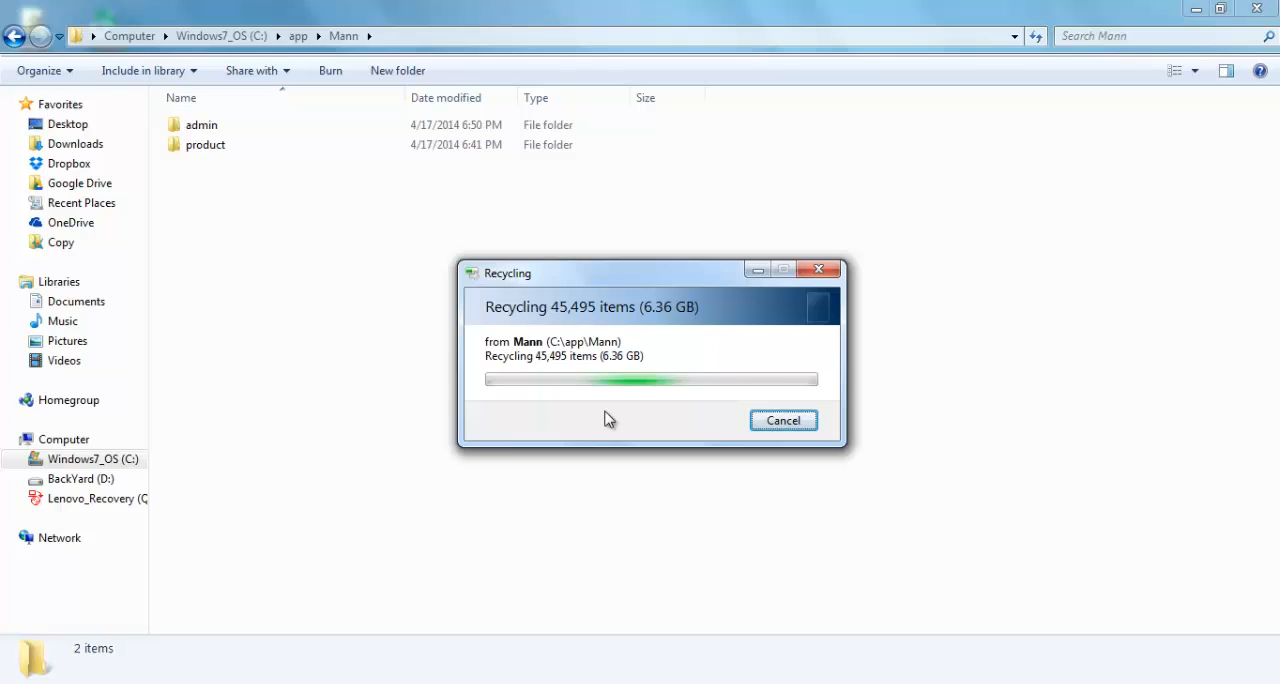 Computer Windows7_OS (C:) app Mann
Search Mann
Organize Include in library Share with Burn New folder
Name Date modified Type Size
admin 4/17/2014 6:50 PM File folder
product 4/17/2014 6:41 PM File folder
Favorites
Desktop
Downloads
Dropbox
Google Drive
Recent Places
OneDrive
Copy
Libraries
Documents
Music
Pictures
Videos
Homegroup
Computer
Windows7_OS (C:)
BackYard (D:)
Lenovo_Recovery (Q
Network
Recycling
Recycling 45,495 items (6.36 GB)
from Mann (C:\app\Mann)
Recycling 45,495 items (6.36 GB)
Cancel
2 items